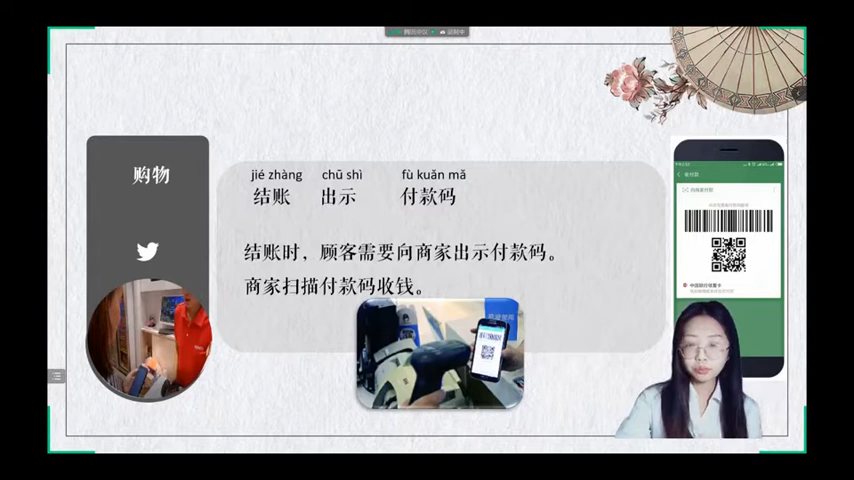 购物
jié zhàng chū shì fù kuǎn mǎ
结账 出示 付款码
结账时，顾客需要向商家出示付款码。
商家扫描付款码收钱。